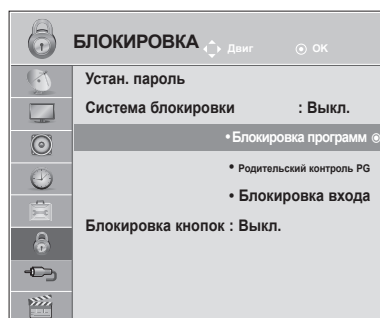 БЛОКИРОВКА Двиг OK
Устан. пароль
Система блокировки : Выкл.
•Блокировка программ
• Родительский контроль PG
• Блокировка входа
Блокировка кнопок : Выкл.